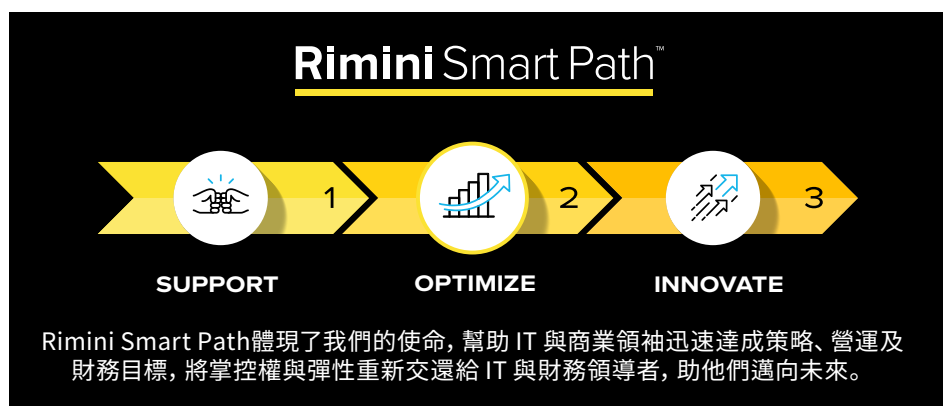 Rimini Smart Path™
1
2
3
SUPPORT
OPTIMIZE
INNOVATE
Rimini Smart Path體現了我們的使命，幫助 IT 與商業領袖迅速達成策略、營運及
財務目標，將掌控權與彈性重新交還給 IT 與財務領導者，助他們邁向未來。